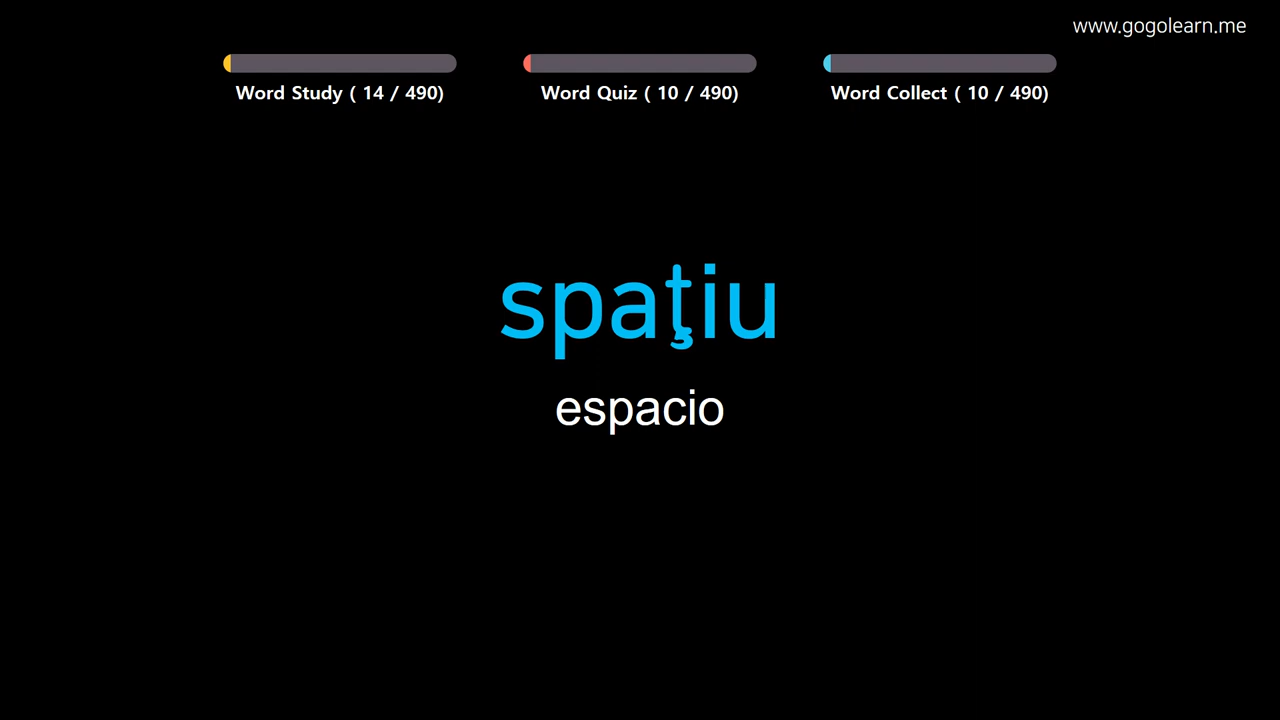 www.gogolearn.me
Word Study ( 14 / 490)
Word Quiz ( 10 / 490)
Word Collect ( 10 / 490)
spaţiu
espacio